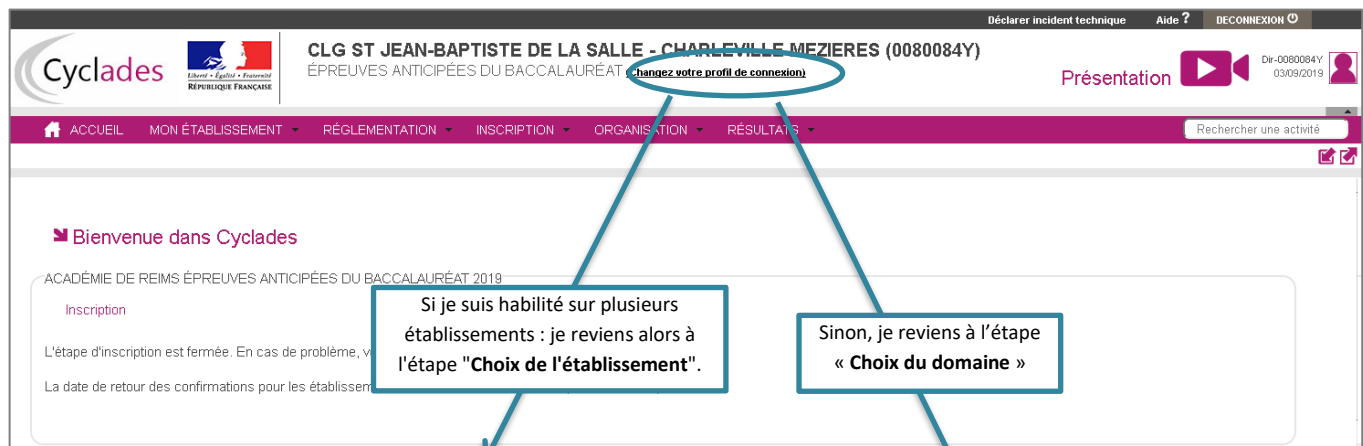 Déclarer incident technique Aide ? DECONNEXION
Cyclades
Liberté • Égalité • Fraternité
RÉPUBLIQUE FRANÇAISE
CLG ST JEAN-BAPTISTE DE LA SALLE - CHARLEVILLE MEZIERES (0080084Y)
ÉPREUVES ANTICIPÉES DU BACCALAURÉAT (Changez votre profil de connexion)
Présentation
Dir-0080084Y
03/09/2019
ACCUEIL MON ÉTABLISSEMENT RÉGLEMENTATION INSCRIPTION ORGANISATION RÉSULTATS Rechercher une activité
Bienvenue dans Cyclades
ACADÉMIE DE REIMS ÉPREUVES ANTICIPÉES DU BACCALAURÉAT 2019
Inscription
L'étape d'inscription est fermée. En cas de problème,
La date de retour des confirmations pour les
Si je suis habilité sur plusieurs
établissements : je reviens alors à
l'étape "Choix de l'établissement".
Sinon, je reviens à l'étape
« Choix du domaine »